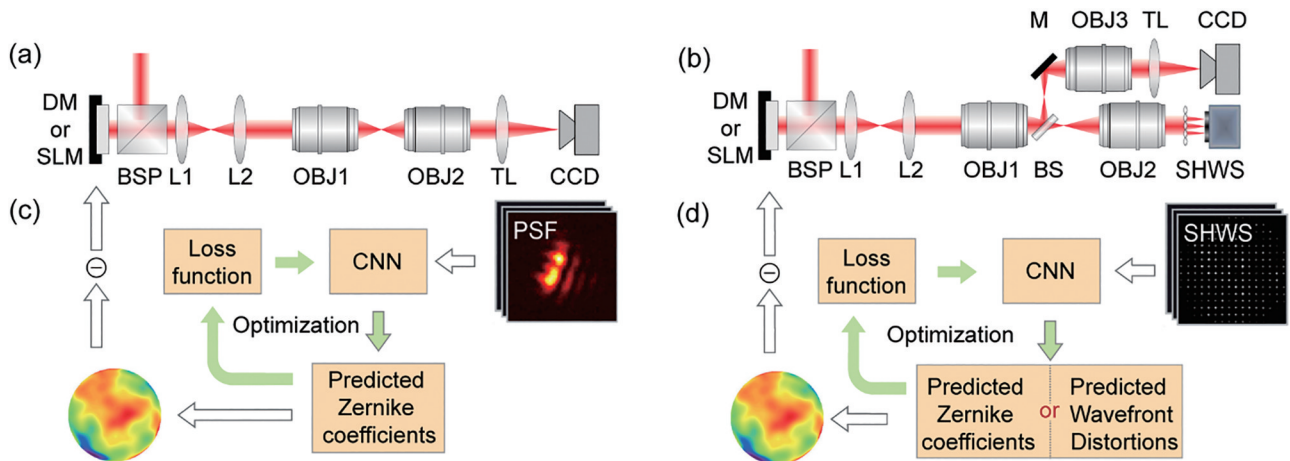 (a)
DM
or
SLM
BSP L1 L2 OBJ1 OBJ2 TL CCD
(b)
M OBJ3 TL CCD
DM
or
SLM
BSP L1 L2 OBJ1 BS OBJ2 SHWS
(c)
Loss
function
CNN
PSF
Optimization
Predicted
Zernike
coefficients
(d)
Loss
function
CNN
SHWS
Optimization
Predicted
Zernike
coefficients
or
Predicted
Wavefront
Distortions